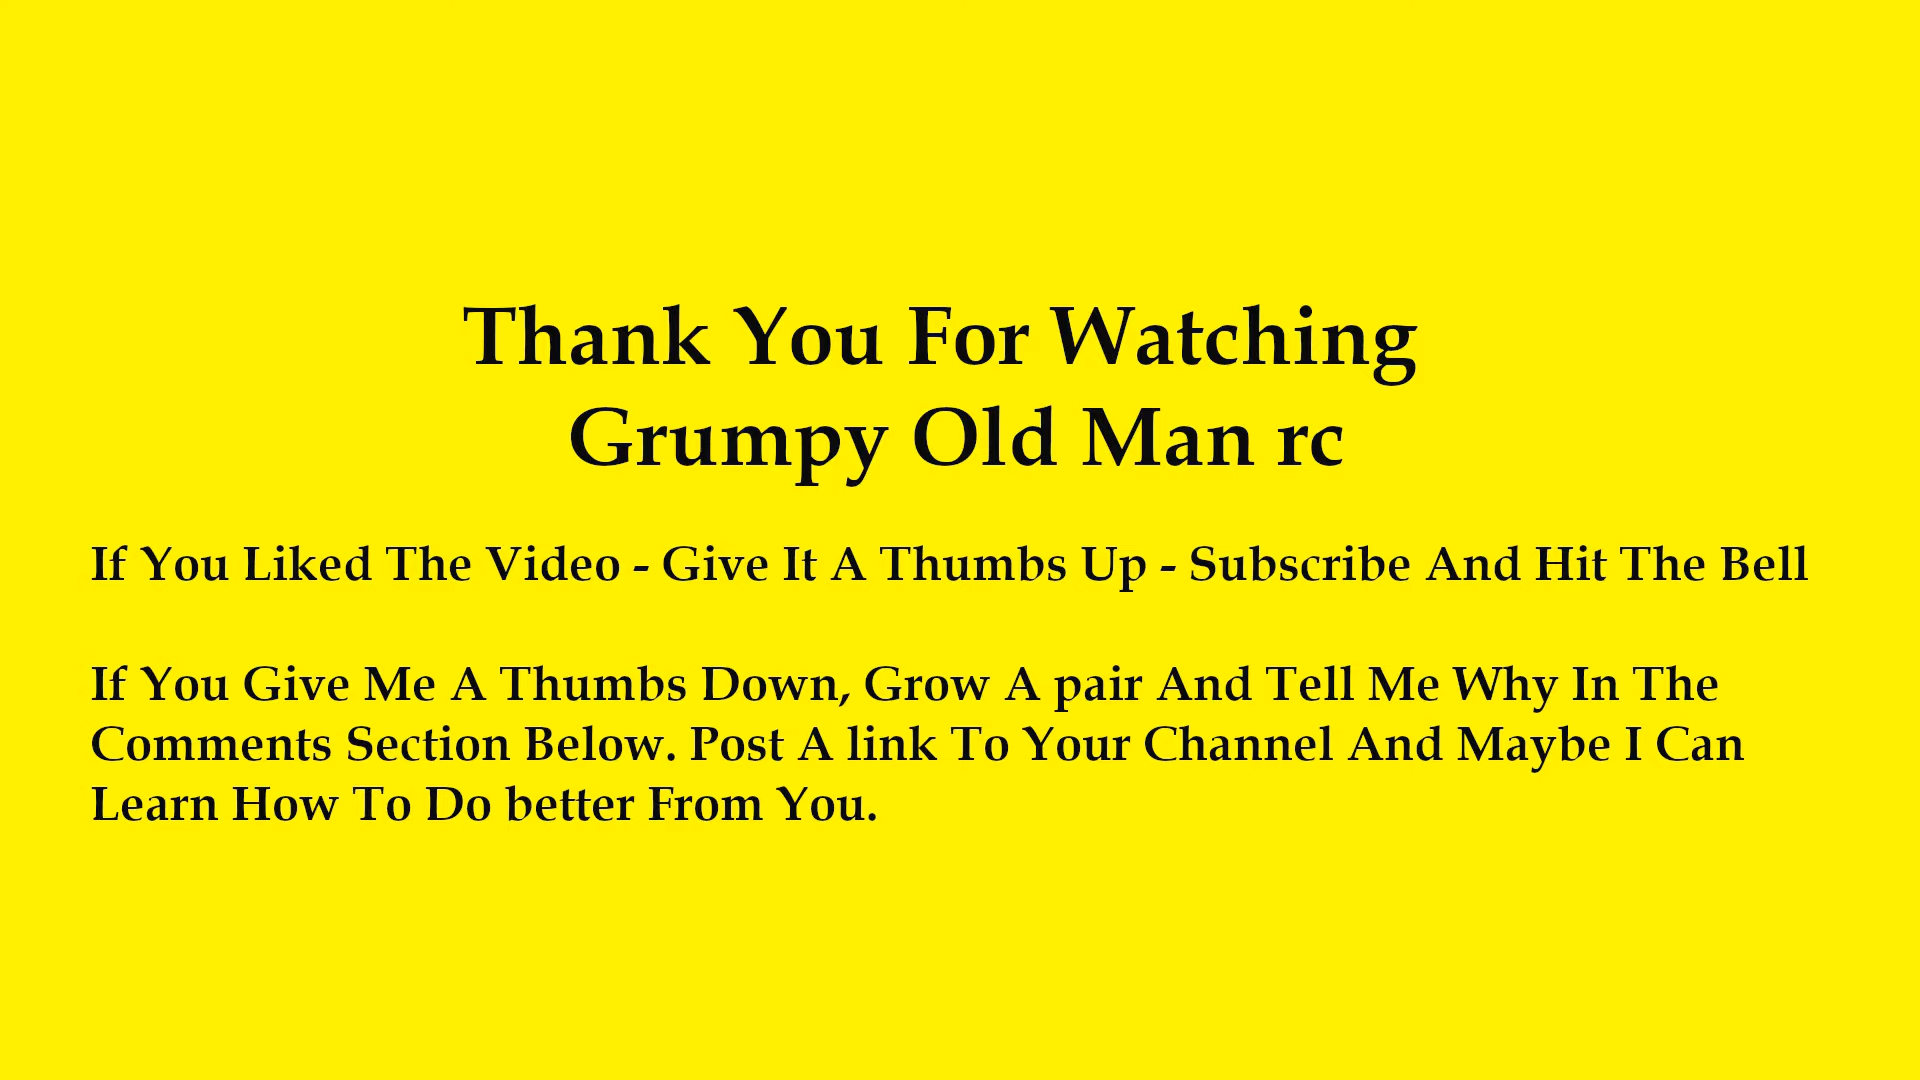 Thank You For Watching
Grumpy Old Man rc
If You Liked The Video - Give It A Thumbs Up - Subscribe And Hit The Bell
If You Give Me A Thumbs Down, Grow A pair And Tell Me Why In The
Comments Section Below. Post A link To Your Channel And Maybe I Can
Learn How To Do better From You.